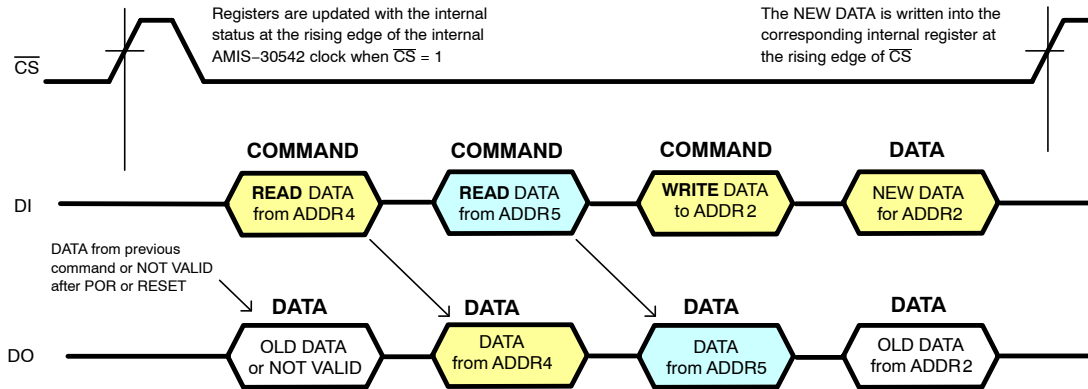 Registers are updated with the internal
status at the rising edge of the internal
AMIS−30542 clock when CS = 1
The NEW DATA is written into the
corresponding internal register at
the rising edge of CS
CS
COMMAND
COMMAND
COMMAND
DATA
DI
READ DATA
from ADDR4
READ DATA
from ADDR5
WRITE DATA
to ADDR2
NEW DATA
for ADDR2
DATA from previous
command or NOT VALID
after POR or RESET
DATA
DATA
DATA
DATA
DO
OLD DATA
or NOT VALID
DATA
from ADDR4
DATA
from ADDR5
OLD DATA
from ADDR2